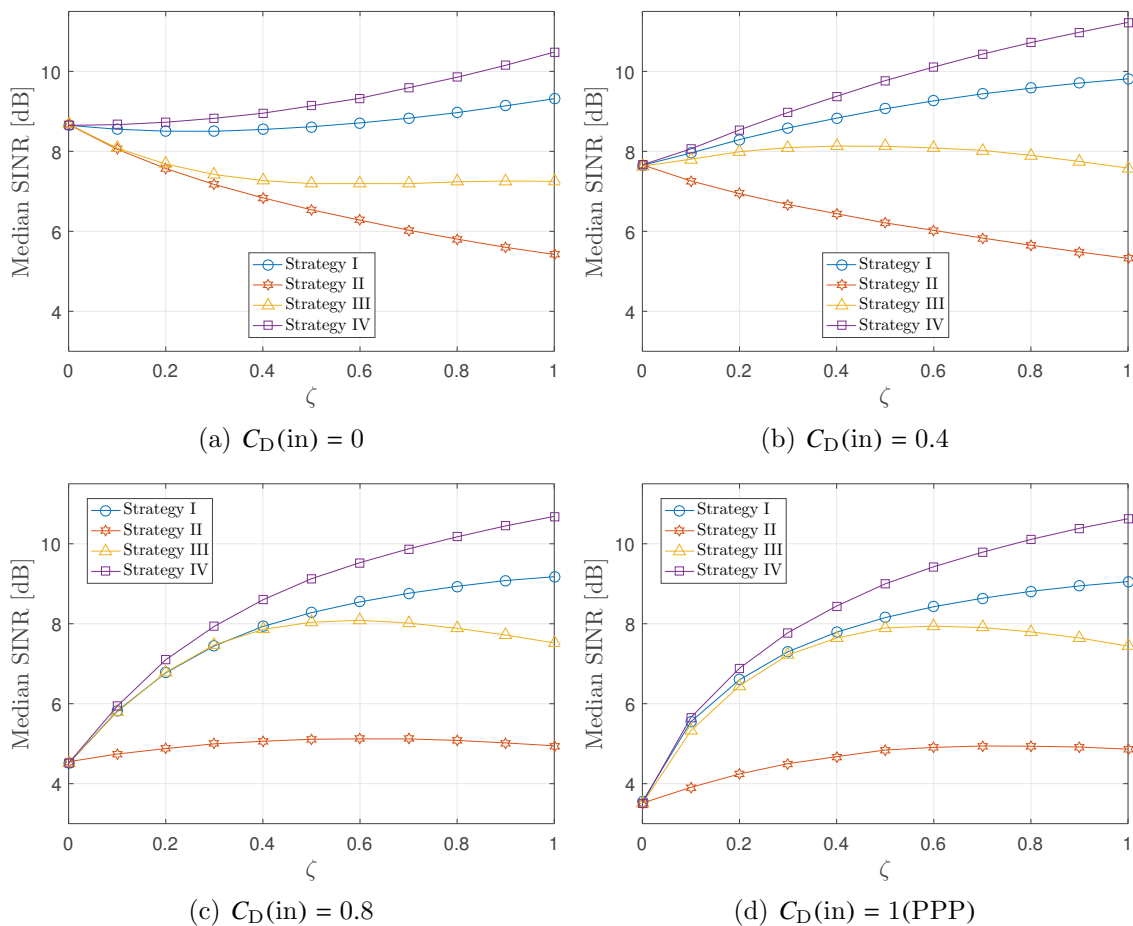 10
8
6
4
Median SINR [dB]
Strategy I
Strategy II
Strategy III
Strategy IV
0 0.2 0.4 0.6 0.8 1
ζ
(a) C_D(in) = 0
10
8
6
4
Median SINR [dB]
Strategy I
Strategy II
Strategy III
Strategy IV
0 0.2 0.4 0.6 0.8 1
ζ
(b) C_D(in) = 0.4
10
8
6
4
Median SINR [dB]
Strategy I
Strategy II
Strategy III
Strategy IV
0 0.2 0.4 0.6 0.8 1
ζ
(c) C_D(in) = 0.8
10
8
6
4
Median SINR [dB]
Strategy I
Strategy II
Strategy III
Strategy IV
0 0.2 0.4 0.6 0.8 1
ζ
(d) C_D(in) = 1(PPP)